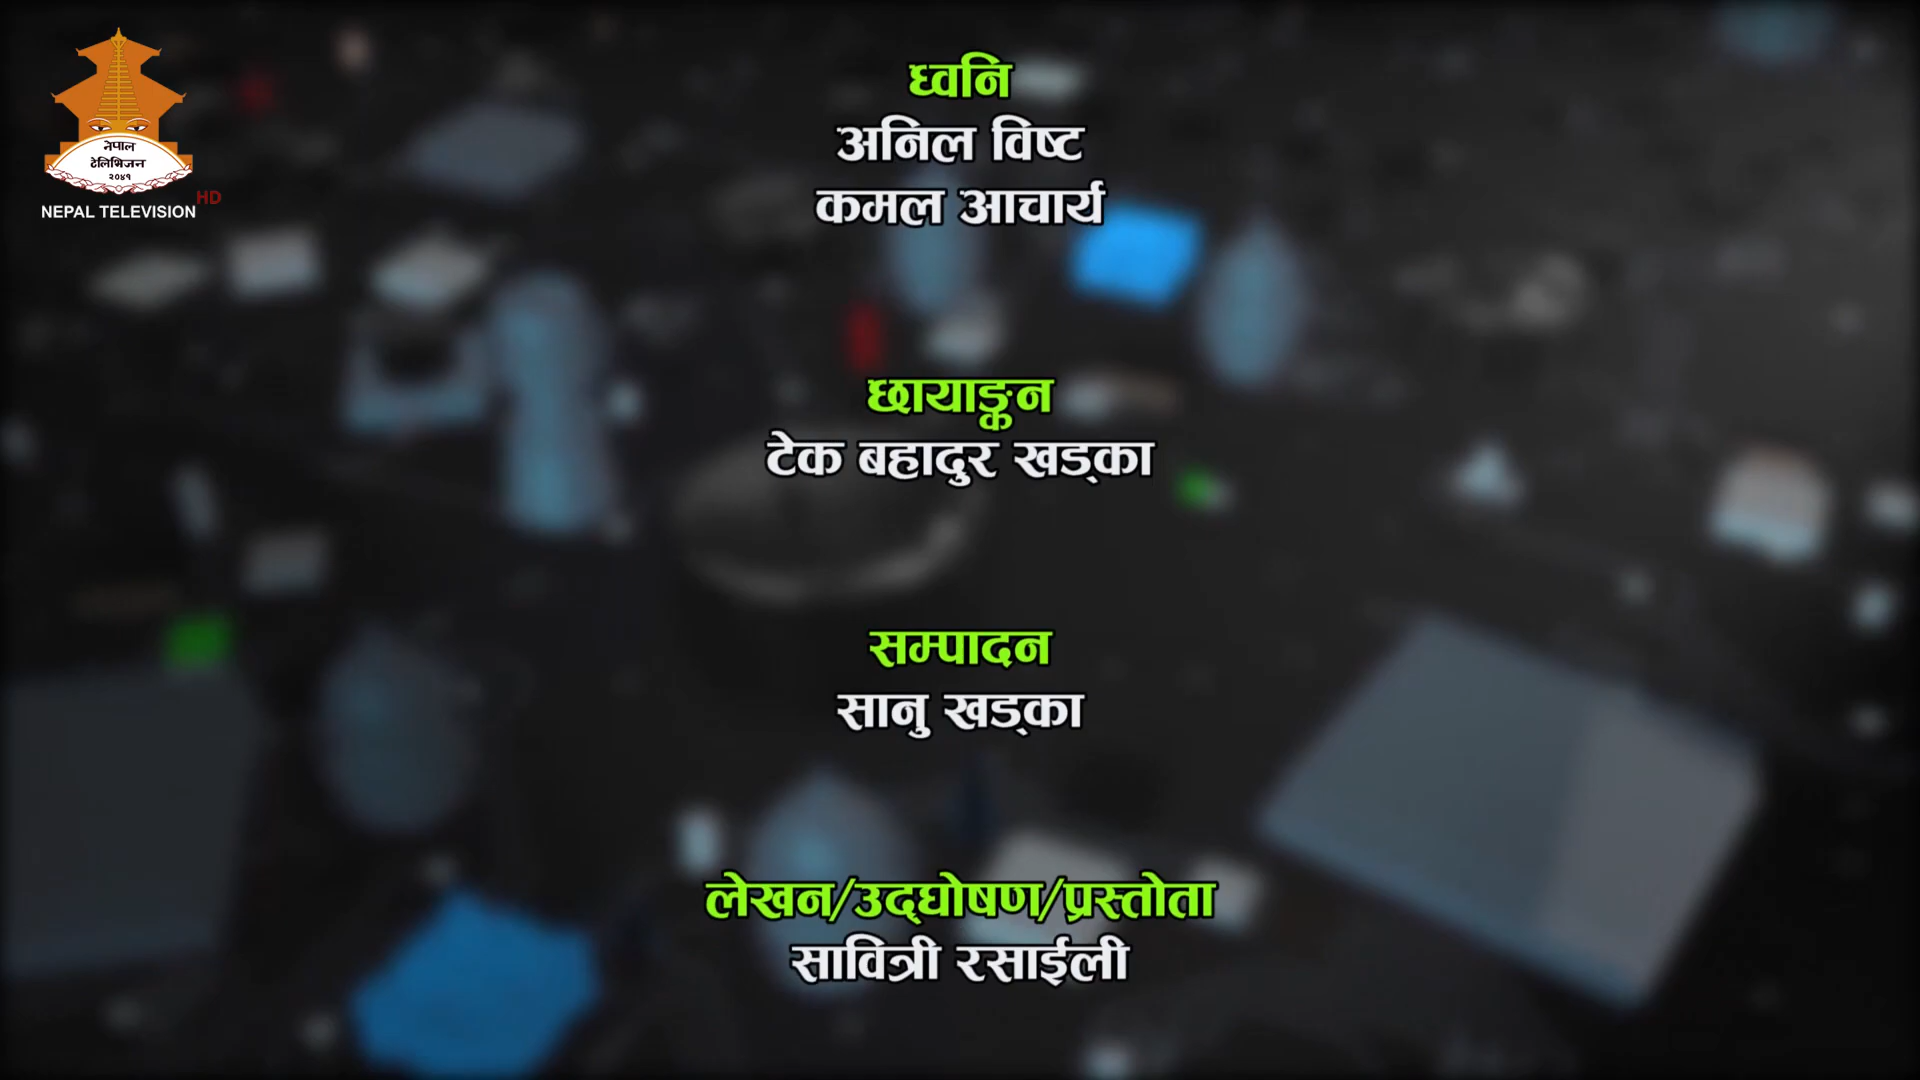 नेपाल
टेलिभिजन
२०४१
HD
NEPAL TELEVISION
ध्वनि
अनिल विष्ट
कमल आचार्य
छायाङ्कन
टेक बहादुर खड्का
सम्पादन
सानु खड्का
लेखन/उद्घोषण/प्रस्तोता
सावित्री रसाईली